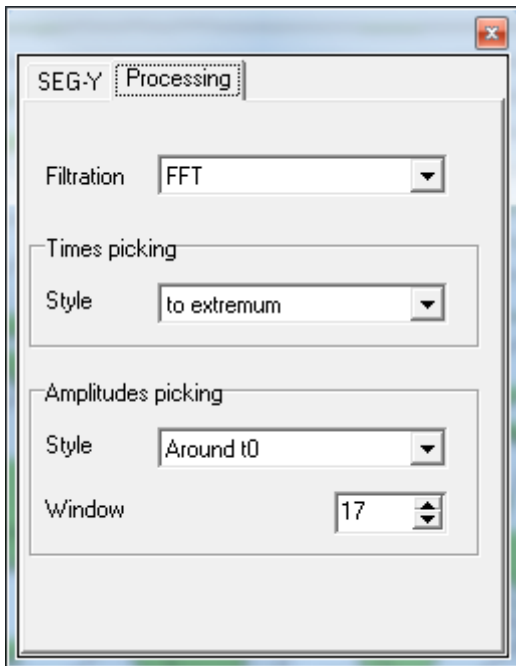 SEG-Y Processing
Filtration FFT
Times picking
Style to extremum
Amplitudes picking
Style Around t0
Window 17